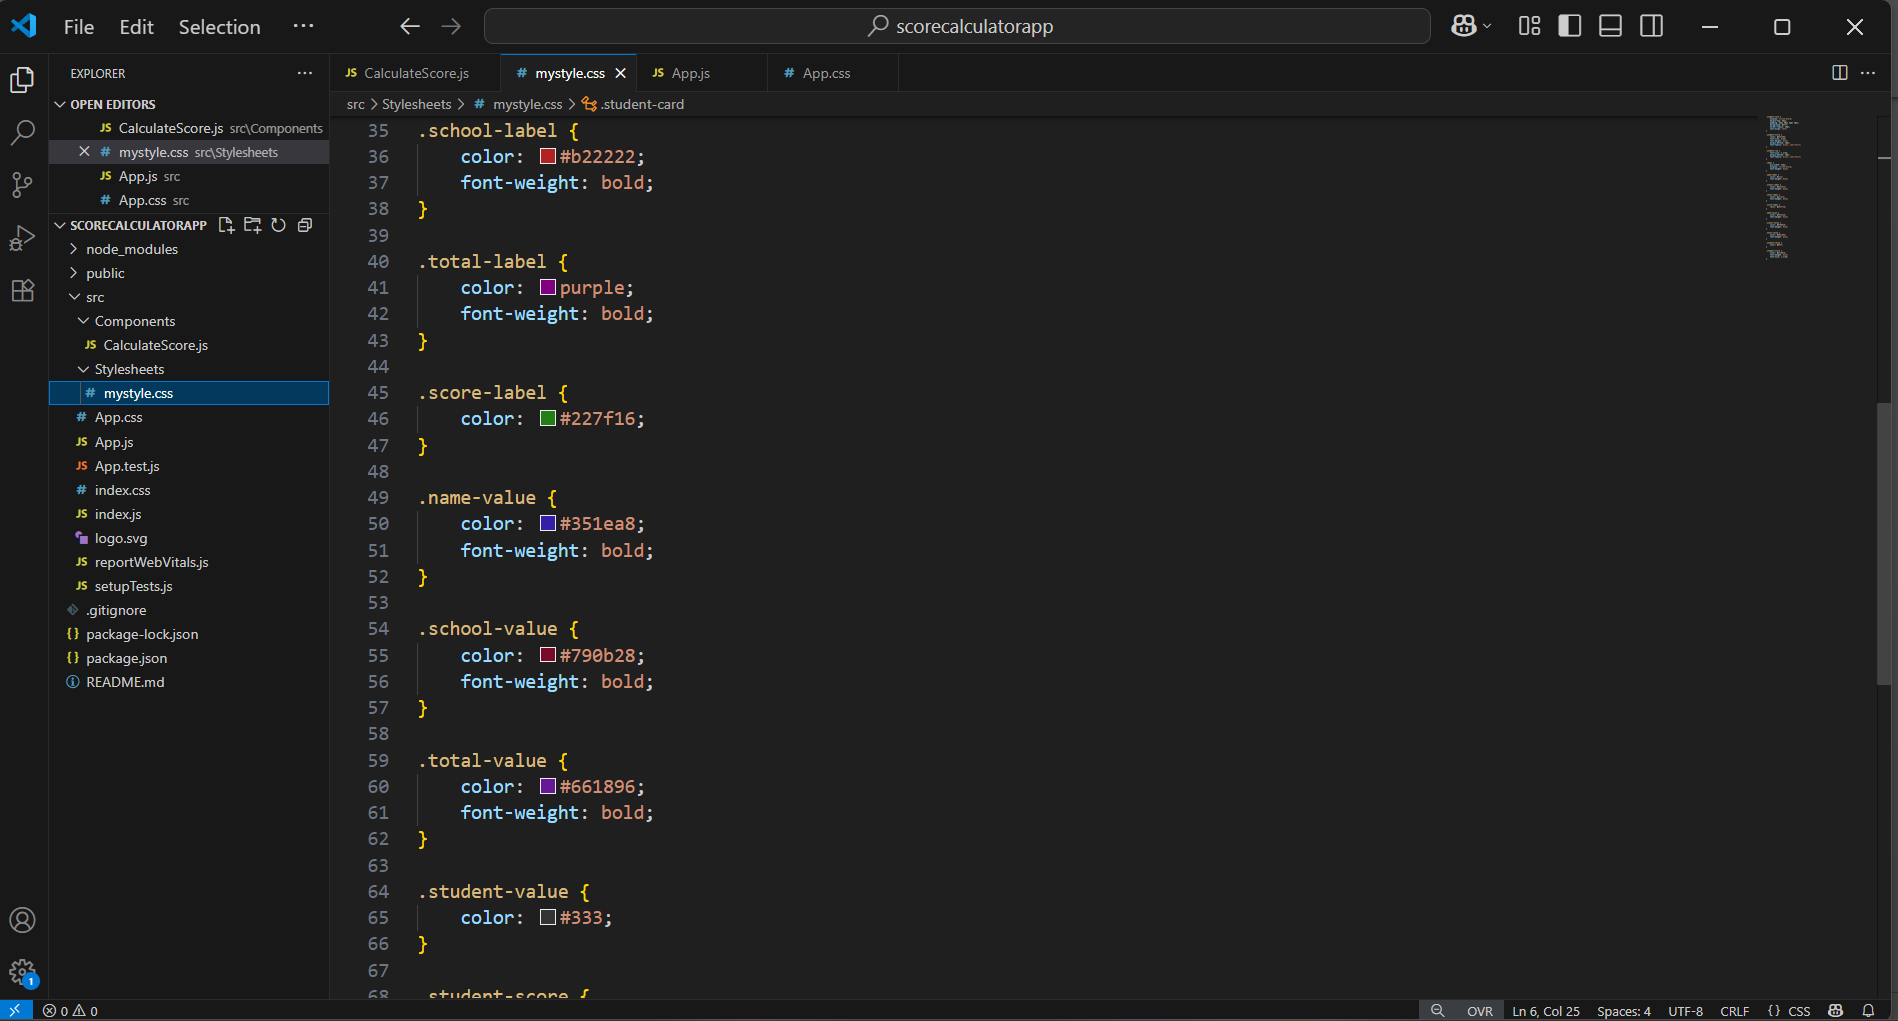 File Edit Selection ··· scorecalculatorapp
EXPLORER ···
OPEN EDITORS
JS CalculateScore.js src\Components
# mystyle.css src\Stylesheets
JS App.js src
# App.css src
SCORECALCULATORAPP
node_modules
public
src
Components
JS CalculateScore.js
Stylesheets
# mystyle.css
# App.css
JS App.js
JS App.test.js
# index.css
JS index.js
logo.svg
JS reportWebVitals.js
JS setupTests.js
.gitignore
{} package-lock.json
{} package.json
README.md
1
JS CalculateScore.js # mystyle.css JS App.js # App.css
src > Stylesheets > # mystyle.css > .student-card
35 .school-label {
36 color: #b22222;
37 font-weight: bold;
38 }
39
40 .total-label {
41 color: purple;
42 font-weight: bold;
43 }
44
45 .score-label {
46 color: #227f16;
47 }
48
49 .name-value {
50 color: #351ea8;
51 font-weight: bold;
52 }
53
54 .school-value {
55 color: #790b28;
56 font-weight: bold;
57 }
58
59 .total-value {
60 color: #661896;
61 font-weight: bold;
62 }
63
64 .student-value {
65 color: #333;
66 }
67
68 .student-score {
0 0 OVR Ln 6, Col 25 Spaces: 4 UTF-8 CRLF {} CSS